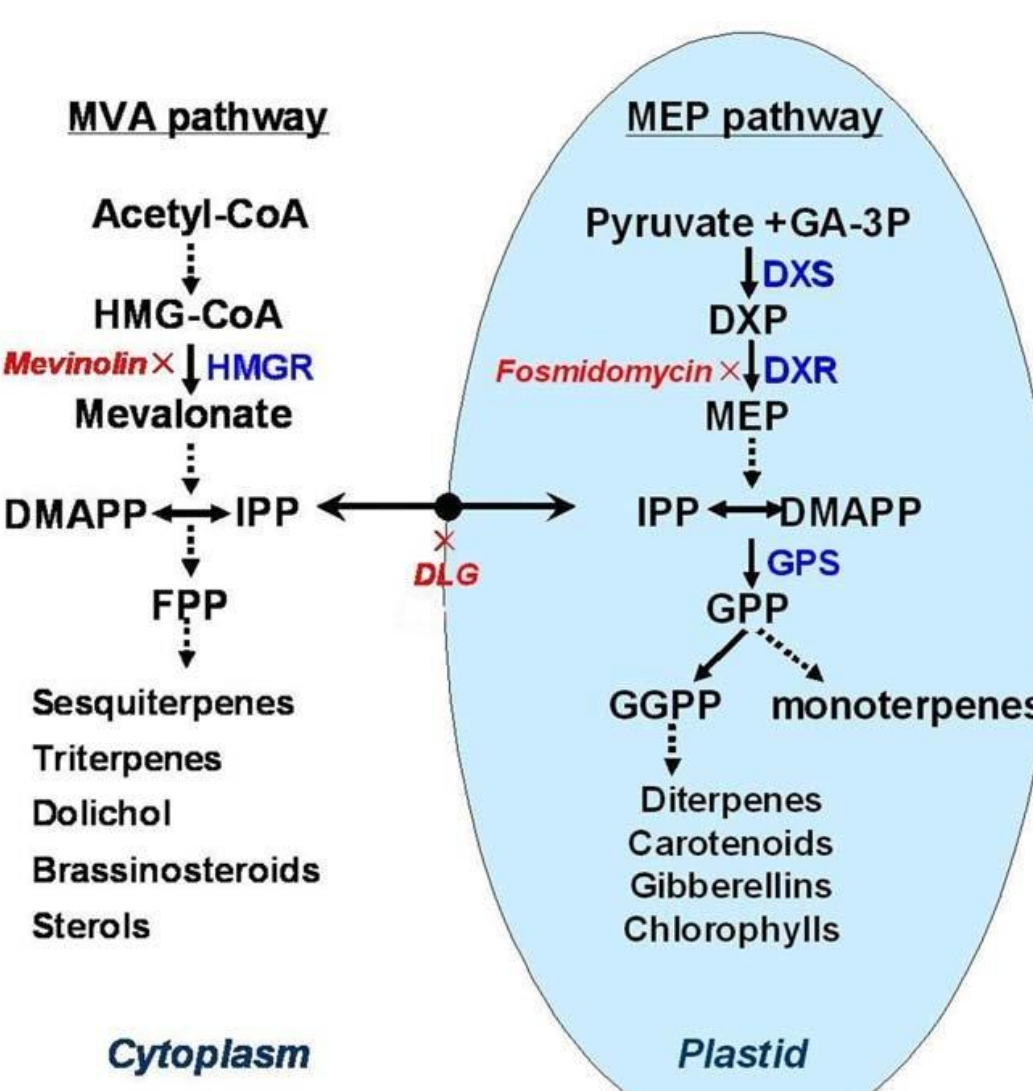 MVA pathway
Acetyl-CoA
HMG-CoA
Mevinolin × HMGR
Mevalonate
DMAPP IPP
FPP
Sesquiterpenes
Triterpenes
Dolichol
Brassinosteroids
Sterols
Cytoplasm
× DLG
MEP pathway
Pyruvate +GA-3P
DXS
DXP
Fosmidomycin × DXR
MEP
IPP DMAPP
GPS
GPP
GGPP monoterpenes
Diterpenes
Carotenoids
Gibberellins
Chlorophylls
Plastid